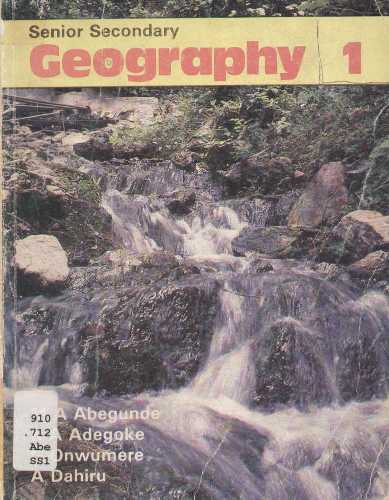 Senior Secondary
Geography 1
A Abegunde
A Adegoke
Onwumere
A Dahiru
910
.712
Abe
SS1